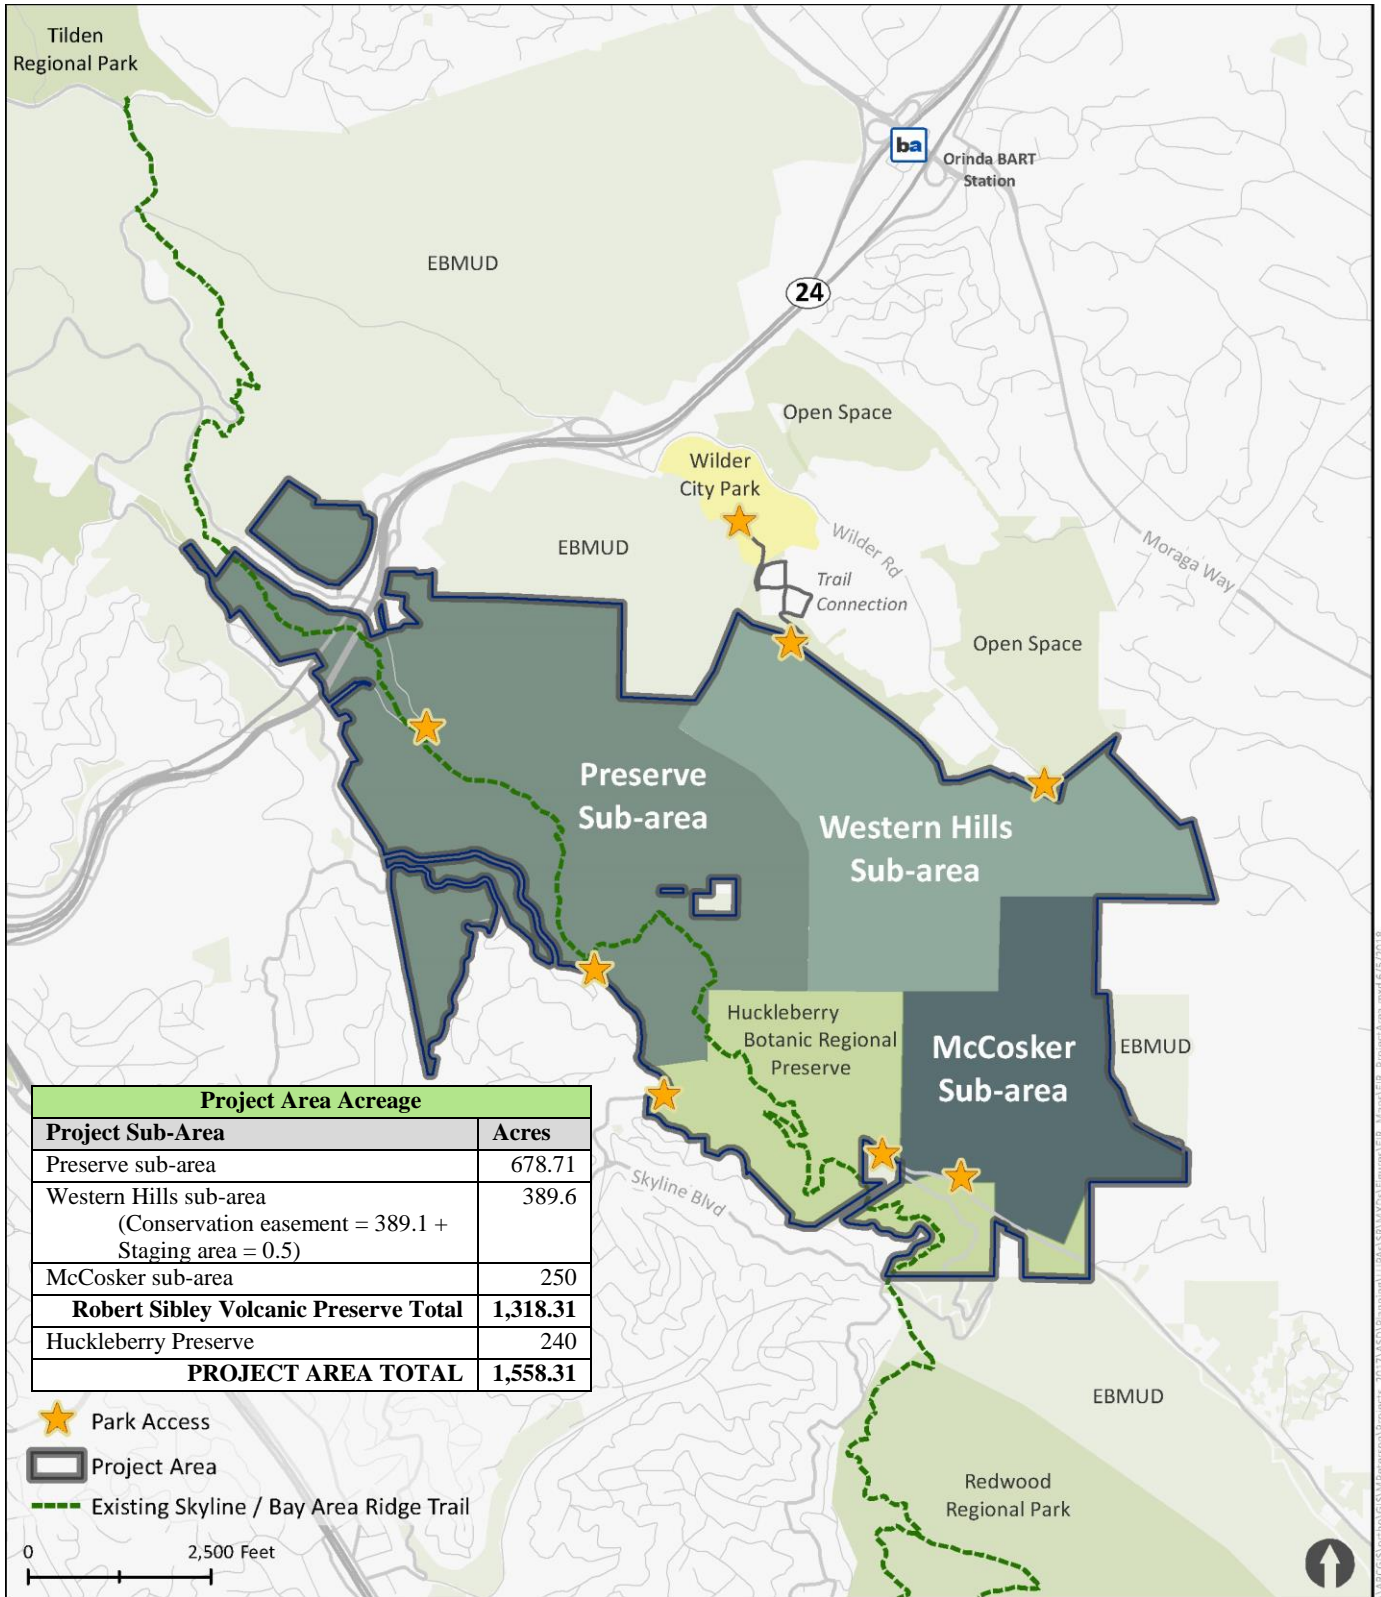 Tilden
Regional Park
ba
Orinda BART
Station
EBMUD
24
Open Space
Wilder
City Park
Wilder Rd
EBMUD
Moraga Way
Trail
Connection
Open Space
Preserve
Sub-area
Western Hills
Sub-area
Huckleberry
Botanic Regional
Preserve
McCosker
Sub-area
EBMUD
Skyline Blvd
Project Area Acreage
Project Sub-Area Acres
Preserve sub-area 678.71
Western Hills sub-area 389.6
(Conservation easement = 389.1 +
Staging area = 0.5)
McCosker sub-area 250
Robert Sibley Volcanic Preserve Total 1,318.31
Huckleberry Preserve 240
PROJECT AREA TOTAL 1,558.31
EBMUD
Redwood
Regional Park
Park Access
Project Area
Existing Skyline / Bay Area Ridge Trail
0 2,500 Feet